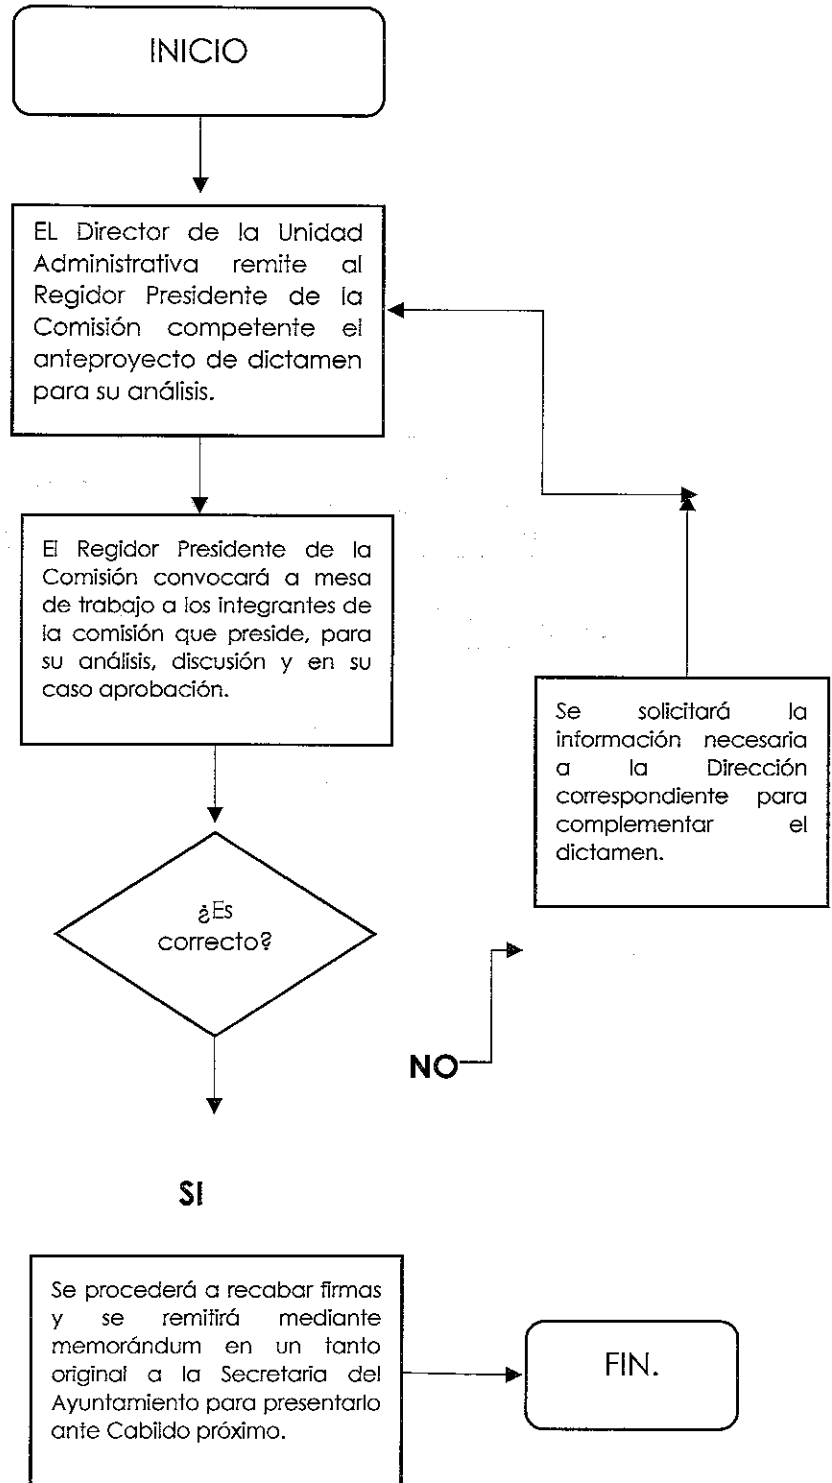 INICIO
EL Director de la Unidad
Administrativa remite al
Regidor Presidente de la
Comisión competente el
anteproyecto de dictamen
para su análisis.
El Regidor Presidente de la
Comisión convocará a mesa
de trabajo a los integrantes de
la comisión que preside, para
su análisis, discusión y en su
caso aprobación.
Se solicitará la
información necesaria
a la Dirección
correspondiente para
complementar el
dictamen.
¿Es
correcto?
NO
SI
Se procederá a recabar firmas
y se remitirá mediante
memorándum en un tanto
original a la Secretaria del
Ayuntamiento para presentarlo
ante Cabildo próximo.
FIN.